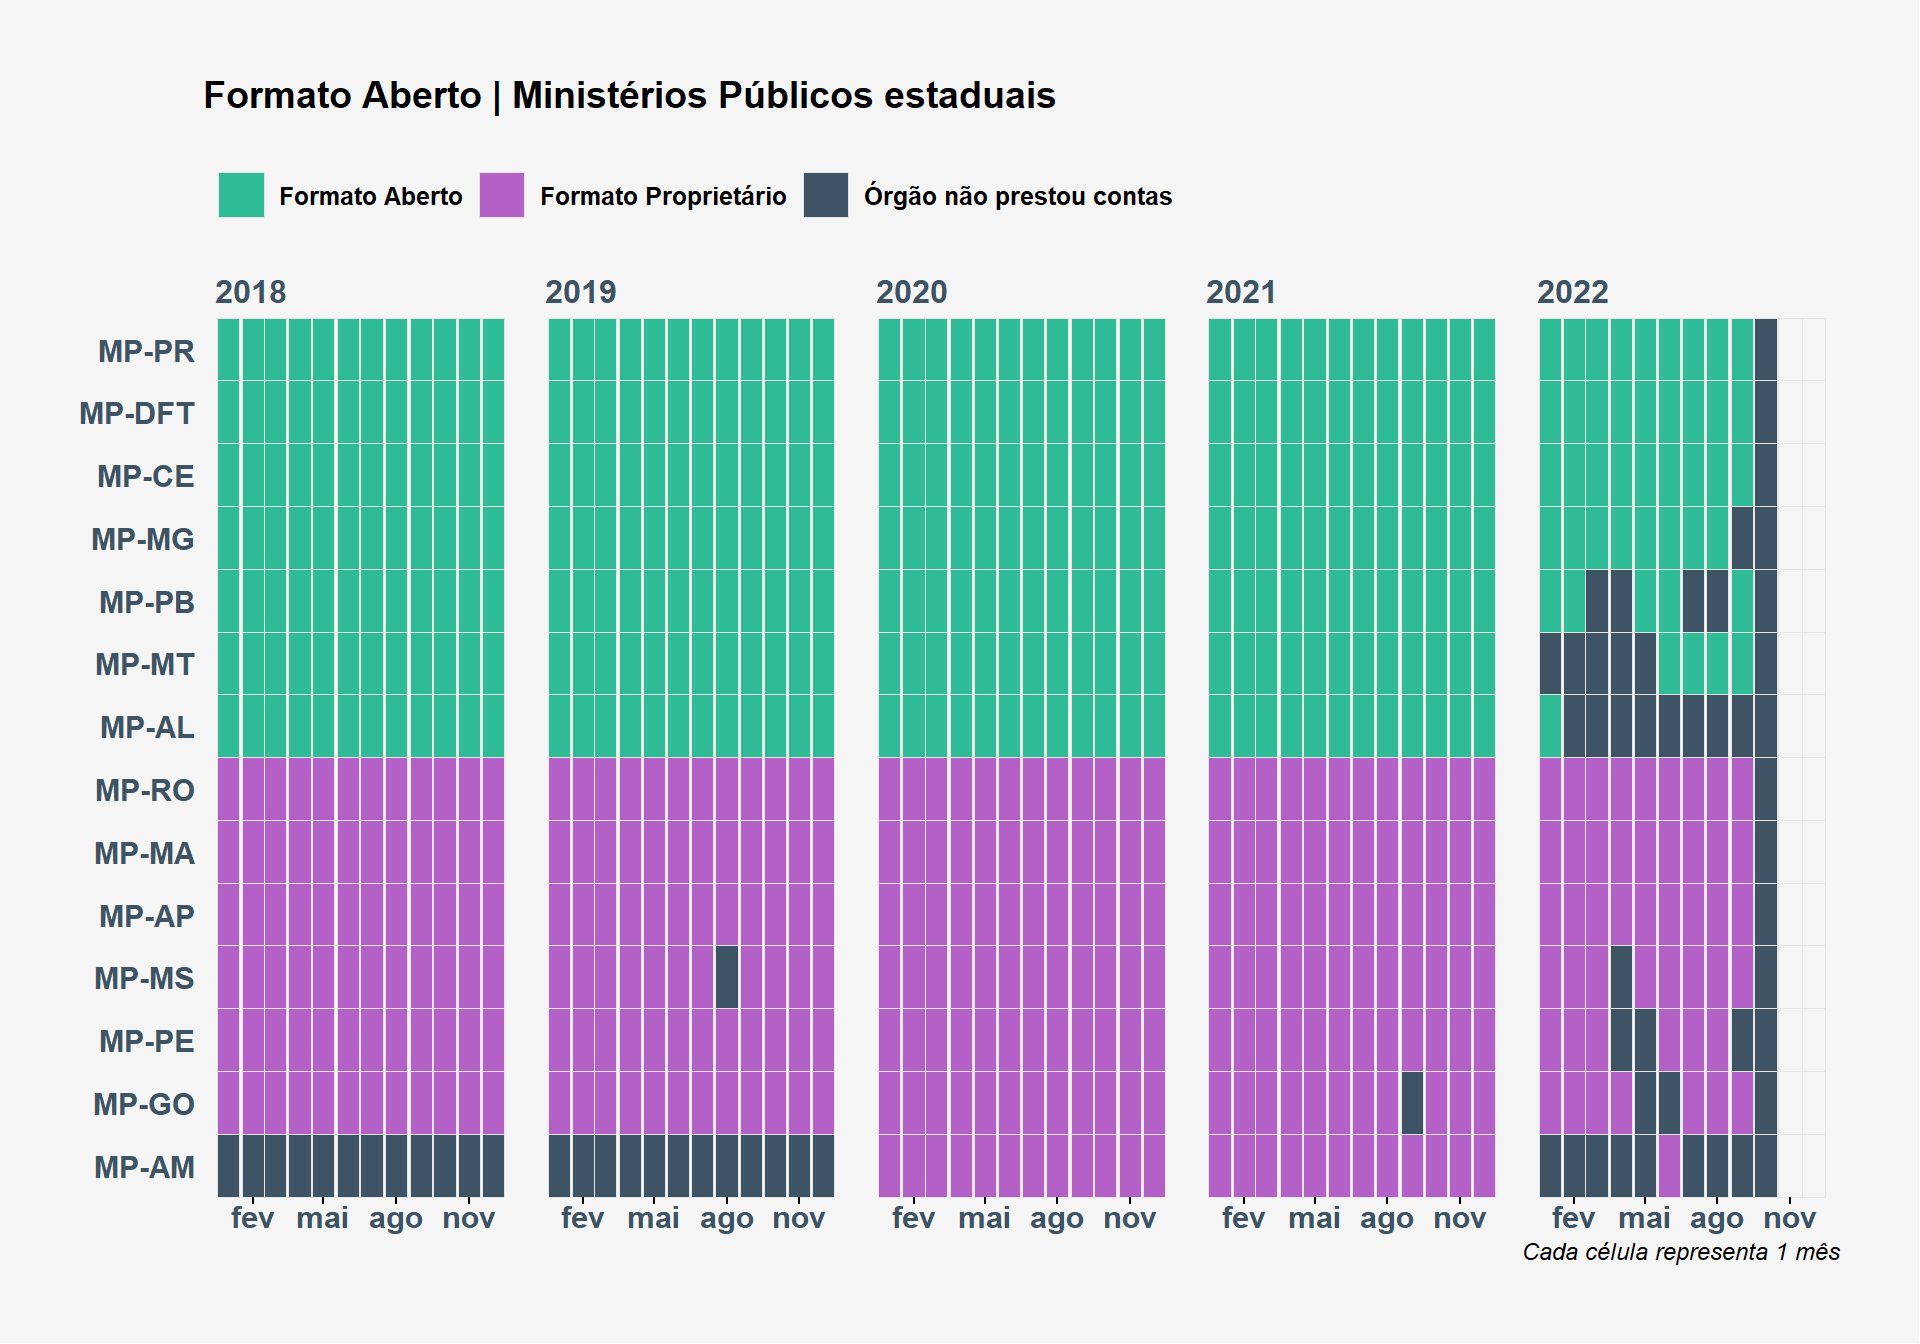 Formato Aberto | Ministérios Públicos estaduais
Formato Aberto Formato Proprietário Órgão não prestou contas
2018 2019 2020 2021 2022
MP-PR
MP-DFT
MP-CE
MP-MG
MP-PB
MP-MT
MP-AL
MP-RO
MP-MA
MP-AP
MP-MS
MP-PE
MP-GO
MP-AM
fev mai ago nov fev mai ago nov fev mai ago nov fev mai ago nov fev mai ago nov
Cada célula representa 1 mês